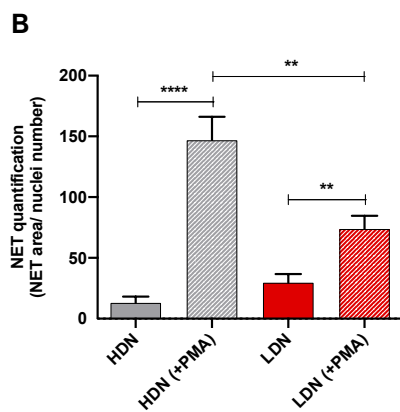 B
**
****
**
200
150
100
50
0
NET quantification
(NET area/ nuclei number)
HDN
HDN (+PMA)
LDN
LDN (+PMA)